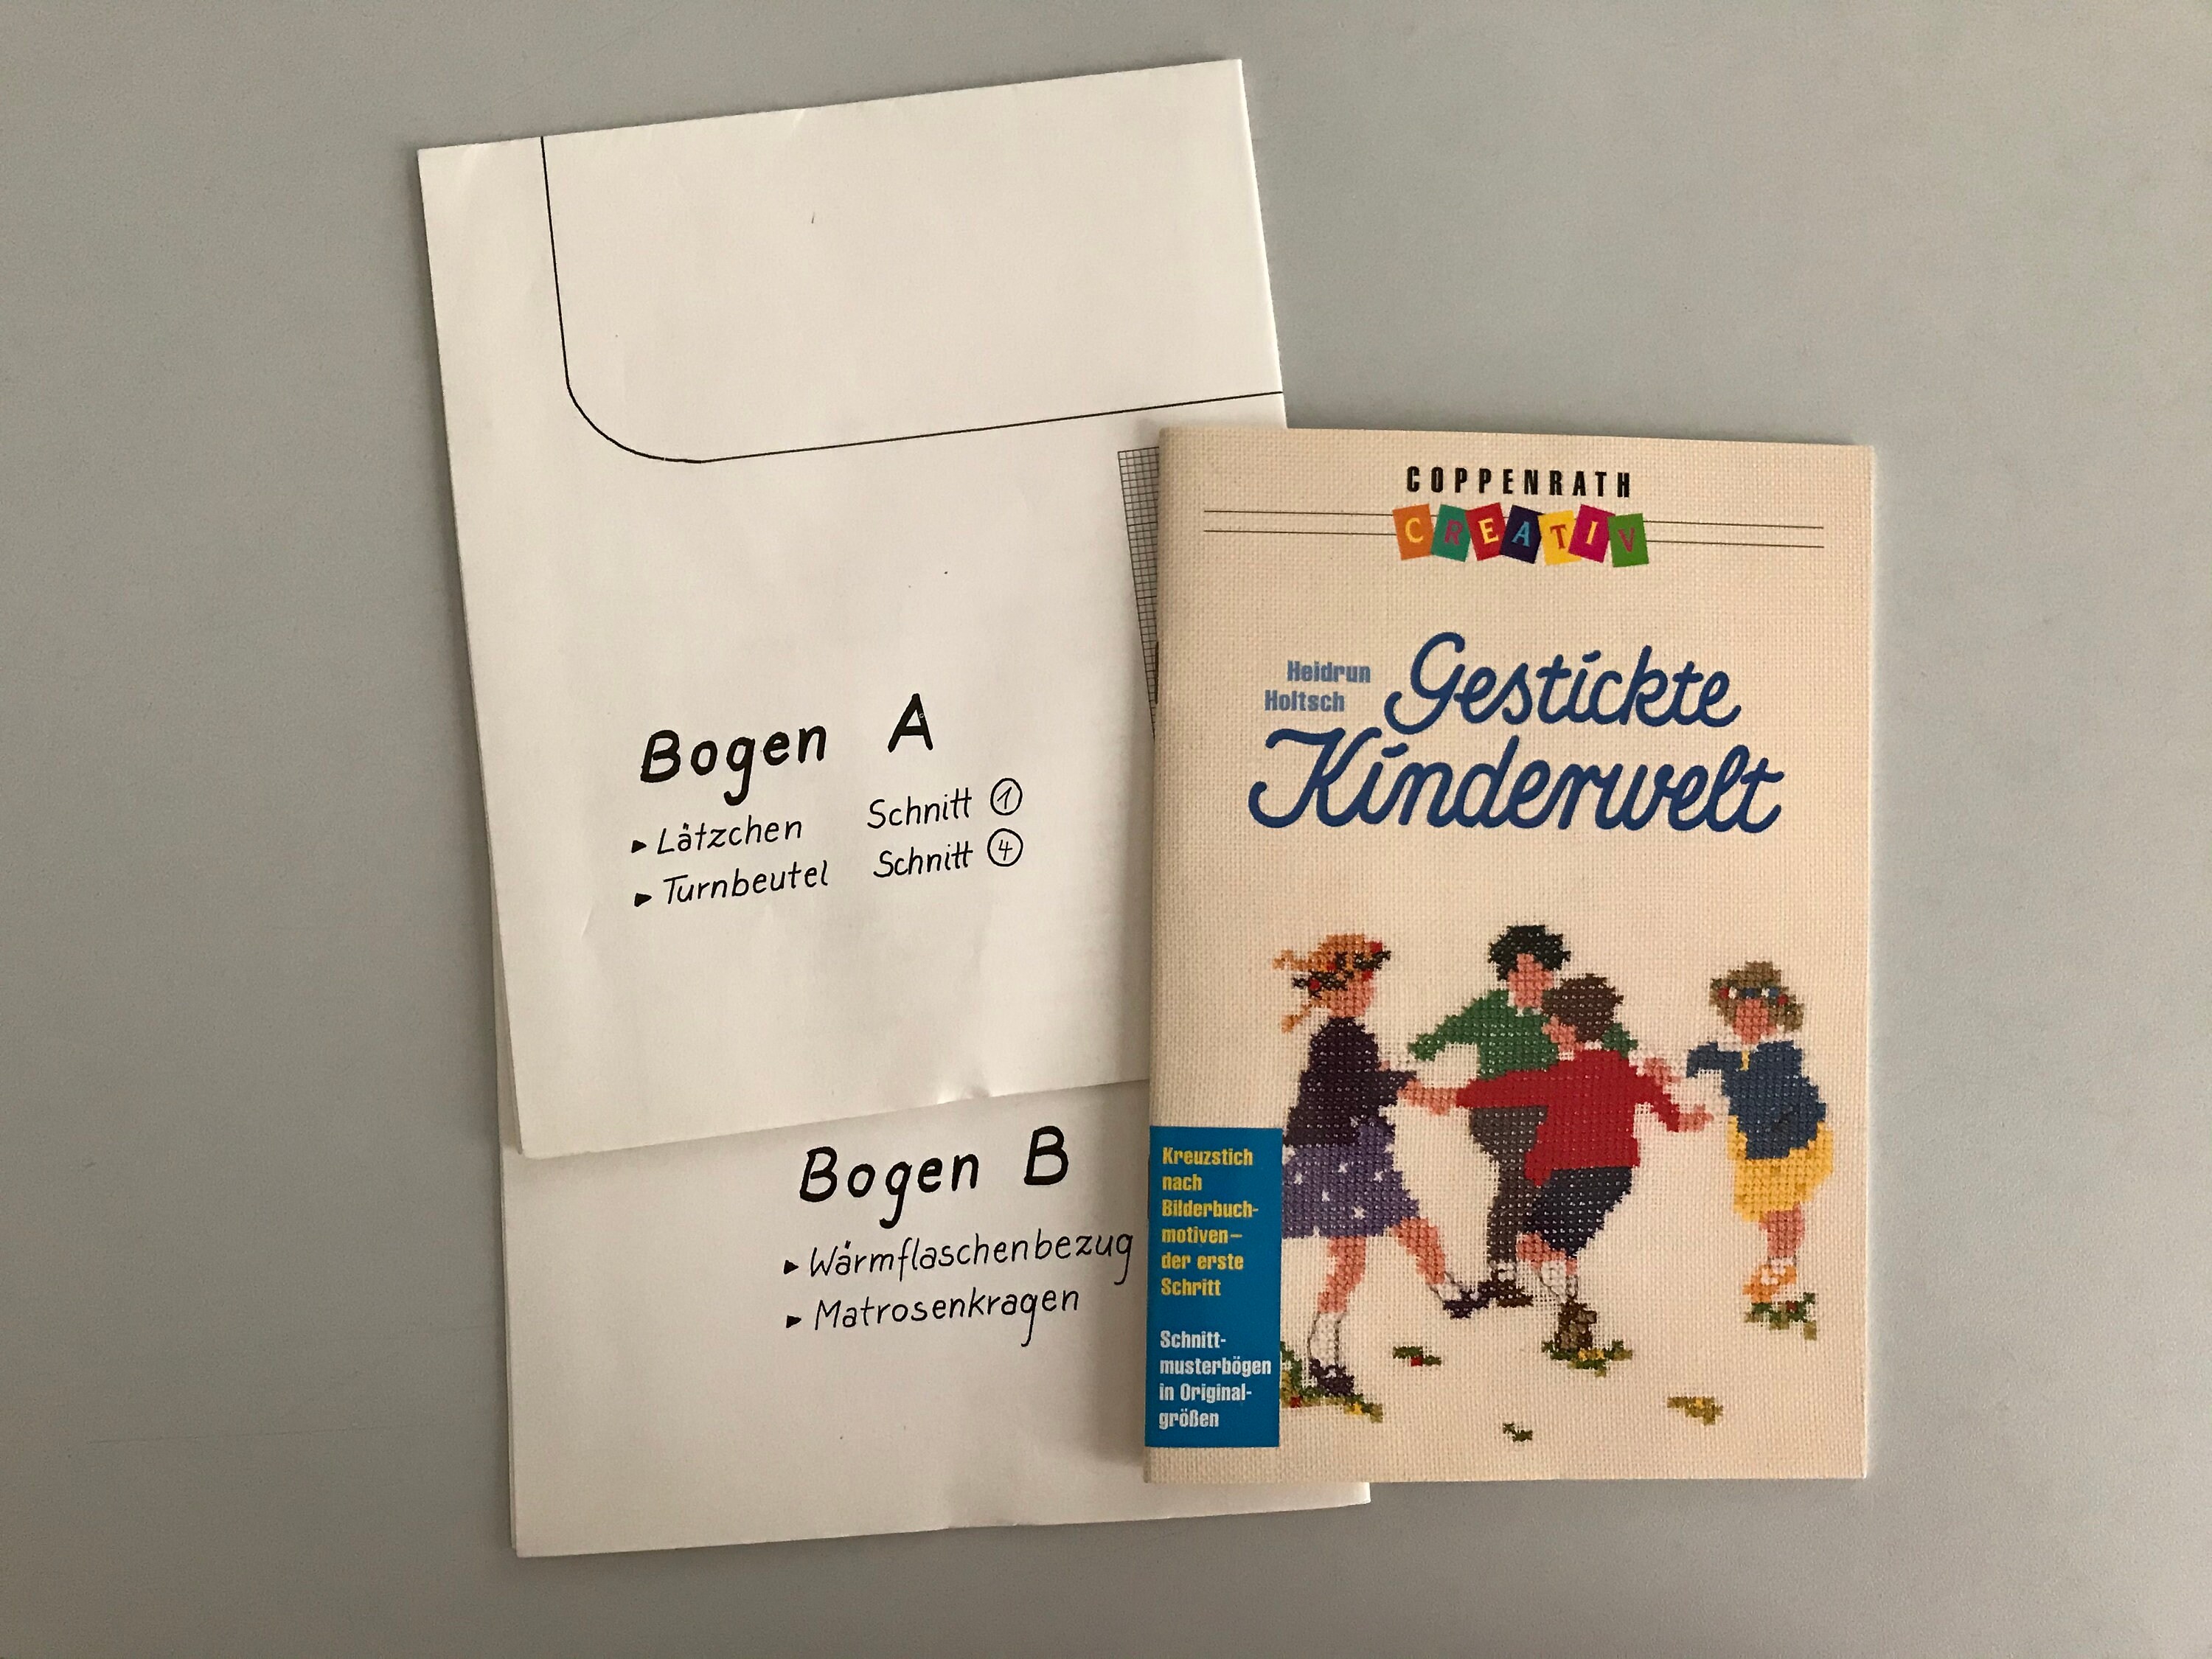 Bogen A
▸ Lätzchen Schnitt ①
▸ Turnbeutel Schnitt ④
Bogen B
▸ Wärmflaschenbezug
▸ Matrosenkragen
COPPENRATH
CREATIV
Heidrun
Holtsch
Gestickte
Kinderwelt
Kreuzstich
nach
Bilderbuch-
motiven–
der erste
Schritt
Schnitt-
musterbögen
in Original-
größen